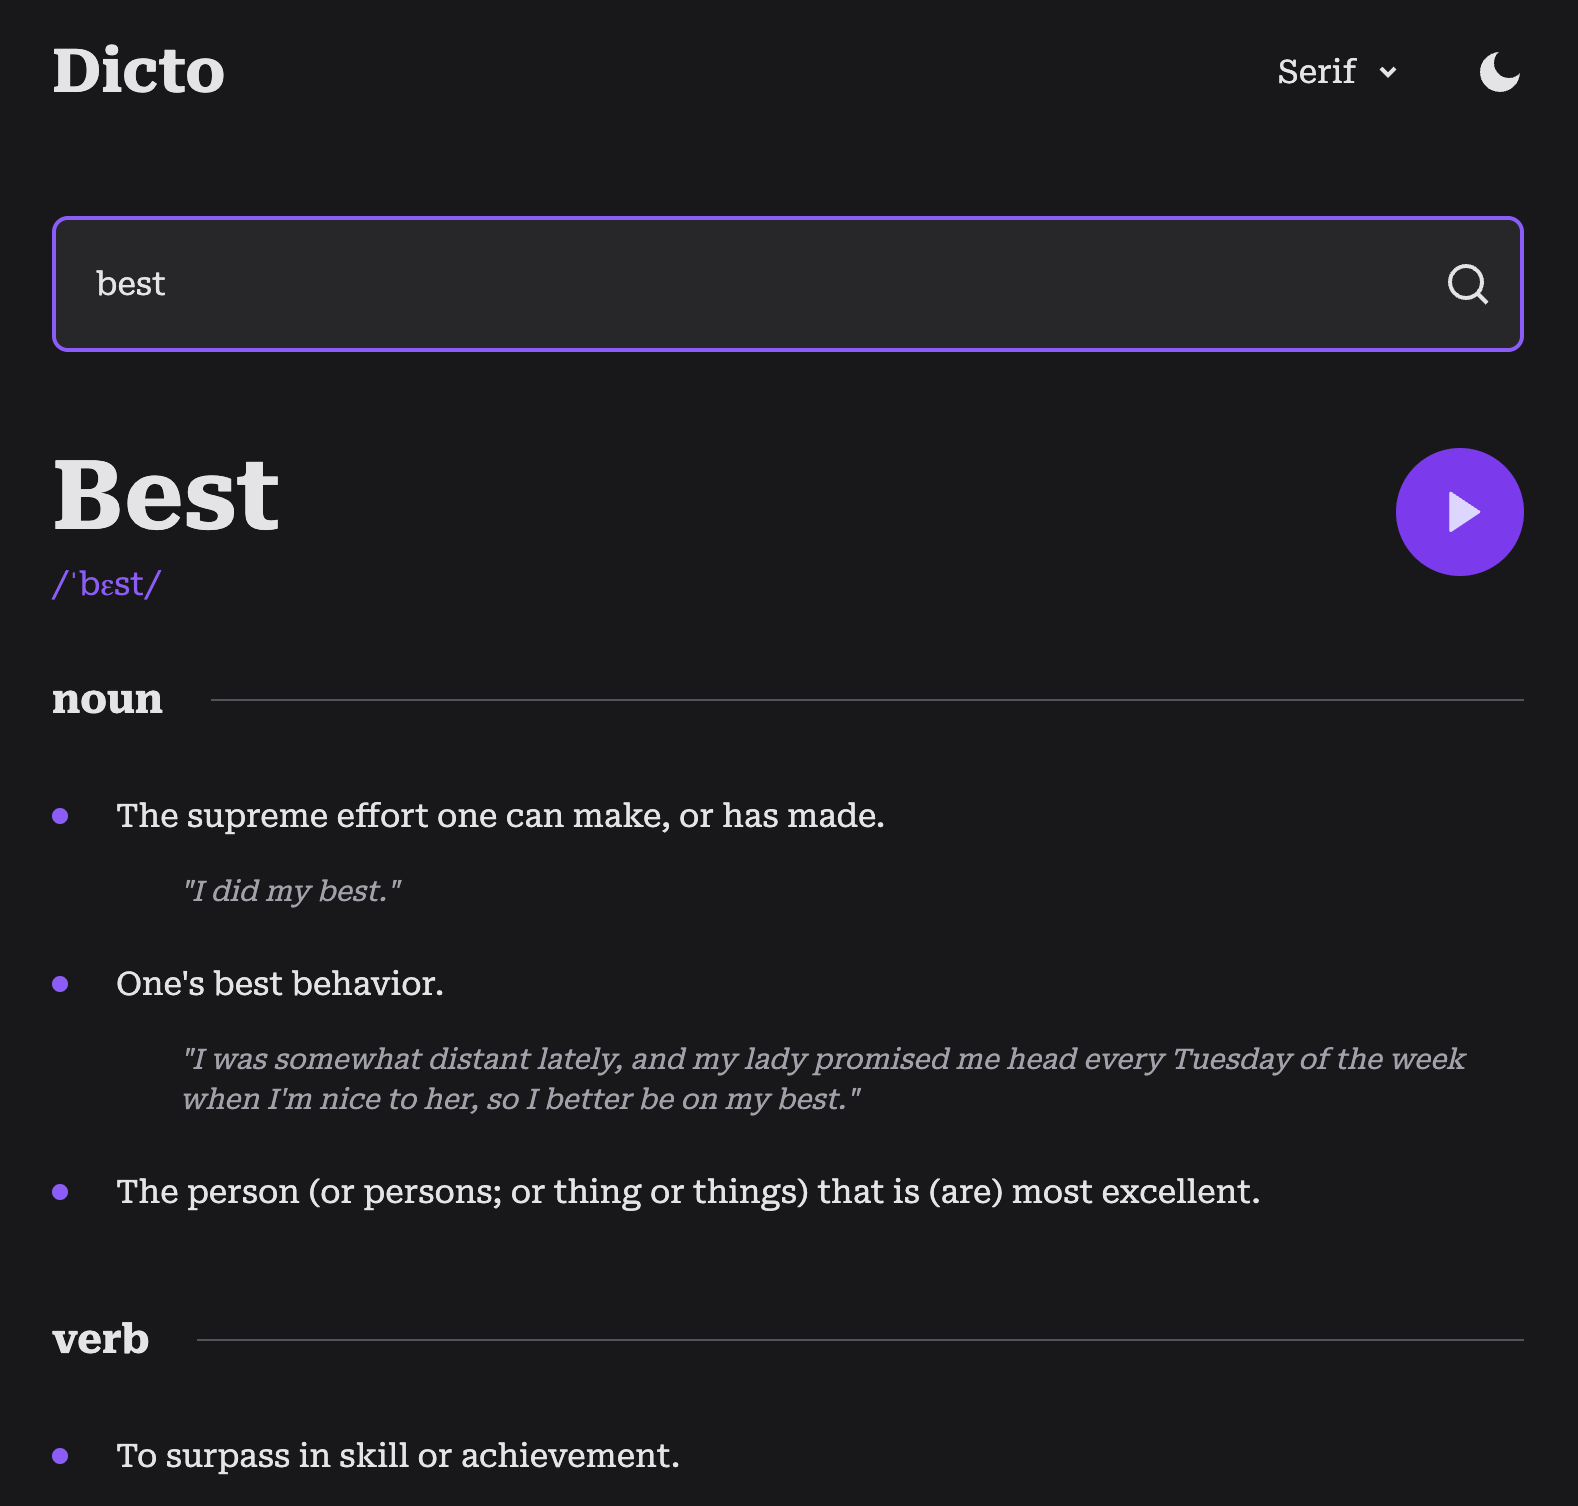 Dicto
Serif
best
Best
/ˈbɛst/
noun
The supreme effort one can make, or has made.
"I did my best."
One's best behavior.
"I was somewhat distant lately, and my lady promised me head every Tuesday of the week
when I'm nice to her, so I better be on my best."
The person (or persons; or thing or things) that is (are) most excellent.
verb
To surpass in skill or achievement.